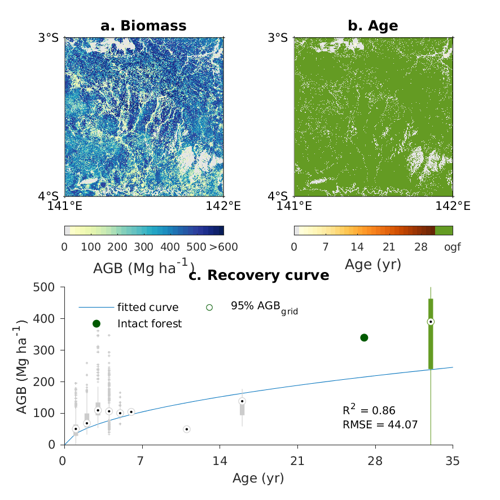 a. Biomass
b. Age
3°S
4°S
141°E
142°E
3°S
4°S
141°E
142°E
0 100 200 300 400 500 >600
AGB (Mg ha⁻¹)
0 7 14 21 28 ogf
Age (yr)
c. Recovery curve
500
400
300
200
100
0
AGB (Mg ha⁻¹)
fitted curve
95% AGB_grid
Intact forest
R² = 0.86
RMSE = 44.07
0 7 14 21 28 35
Age (yr)